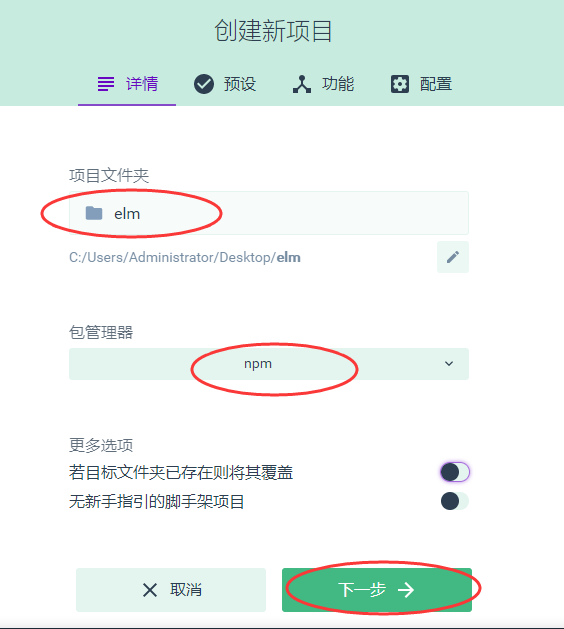 创建新项目
详情 预设 功能 配置
项目文件夹
elm
C:/Users/Administrator/Desktop/elm
包管理器
npm
更多选项
若目标文件夹已存在则将其覆盖
无新手指引的脚手架项目
取消 下一步